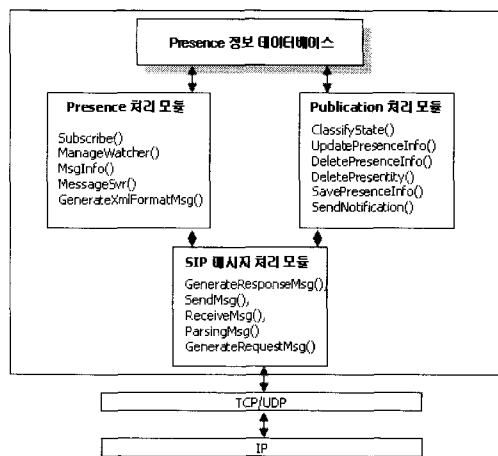 Presence 정보 데이터베이스
Presence 처리 모듈
Subscribe()
ManageWatcher()
MsgInfo()
MessageSvr()
GenerateXmlFormatMsg()
Publication 처리 모듈
ClassifyState()
UpdatePresenceInfo()
DeletePresenceInfo()
DeletePresentity()
SavePresenceInfo()
SendNotification()
SIP 메시지 처리 모듈
GenerateResponseMsg(),
SendMsg(),
ReceiveMsg(),
ParsingMsg()
GenerateRequestMsg()
TCP/UDP
IP